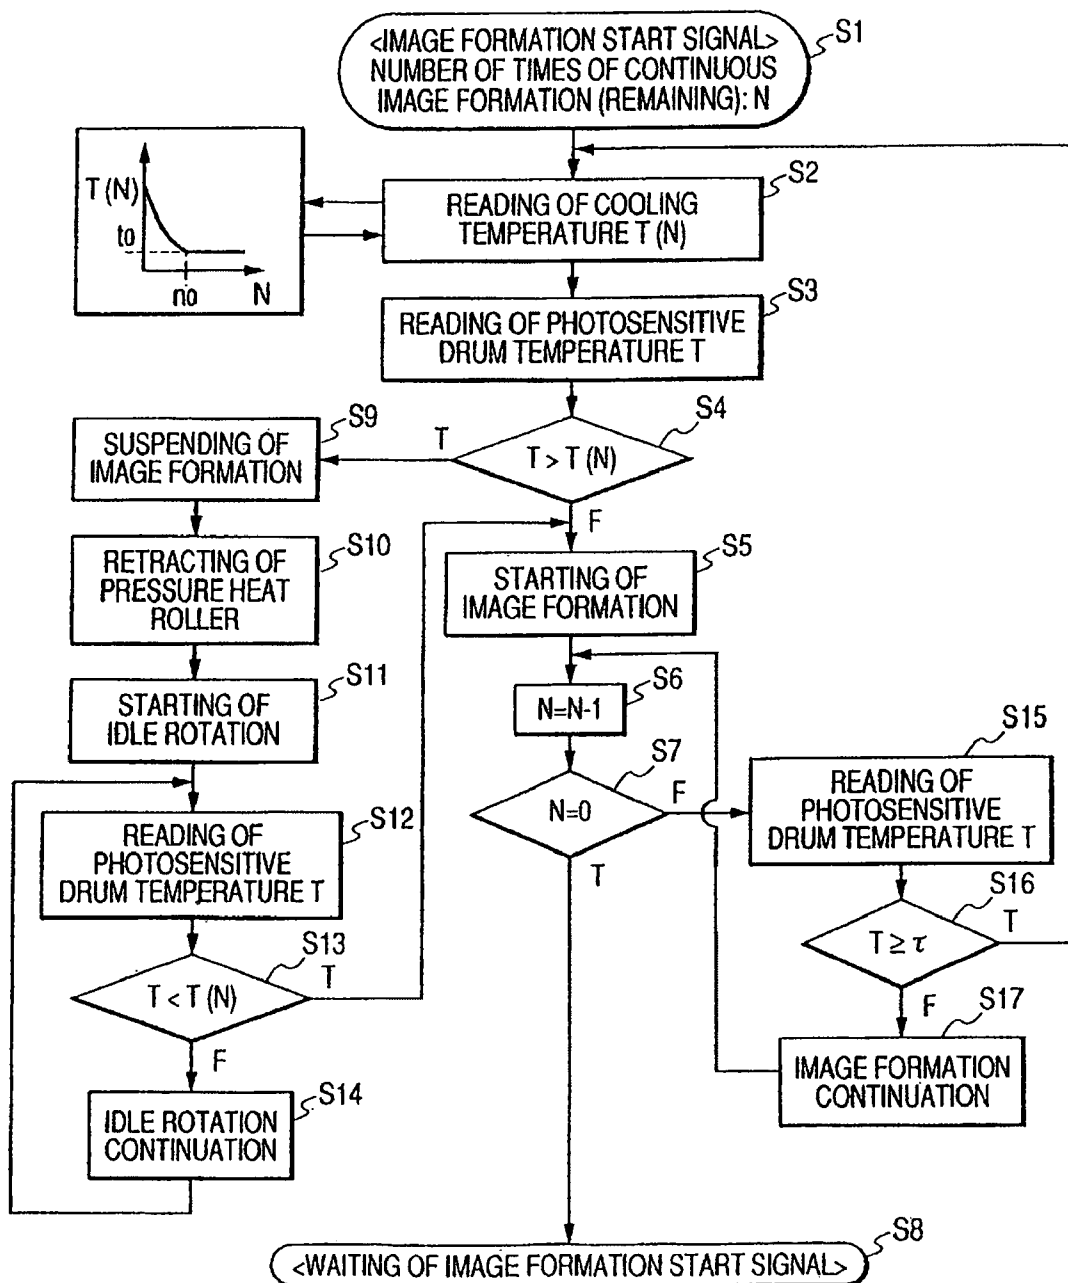 <IMAGE FORMATION START SIGNAL>
NUMBER OF TIMES OF CONTINUOUS
IMAGE FORMATION (REMAINING): N
S1
T (N)
to
no
N
READING OF COOLING
TEMPERATURE T (N)
S2
READING OF PHOTOSENSITIVE
DRUM TEMPERATURE T
S3
T > T (N)
S4
T
F
SUSPENDING OF
IMAGE FORMATION
S9
RETRACTING OF
PRESSURE HEAT
ROLLER
S10
STARTING OF
IDLE ROTATION
S11
READING OF
PHOTOSENSITIVE
DRUM TEMPERATURE T
S12
T < T (N)
S13
T
F
IDLE ROTATION
CONTINUATION
S14
STARTING OF
IMAGE FORMATION
S5
N=N-1
S6
N=0
S7
F
T
READING OF
PHOTOSENSITIVE
DRUM TEMPERATURE T
S15
T ≥ τ
S16
T
F
IMAGE FORMATION
CONTINUATION
S17
<WAITING OF IMAGE FORMATION START SIGNAL>
S8